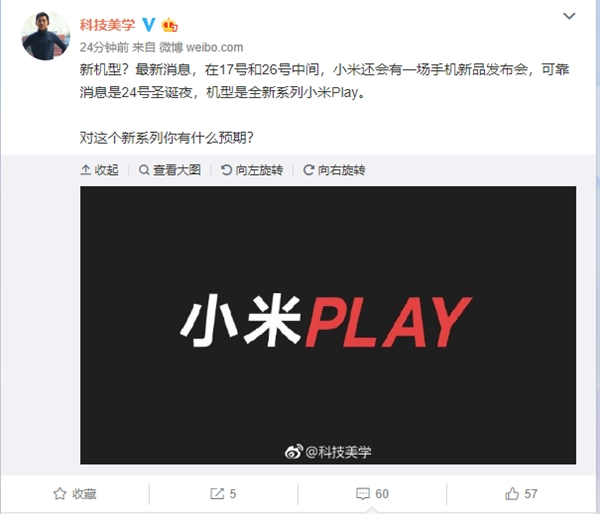 科技美学
24分钟前 来自 微博 weibo.com
新机型？最新消息，在17号和26号中间，小米还会有一场手机新品发布会，可靠
消息是24号圣诞夜，机型是全新系列小米Play。
对这个新系列你有什么预期？
收起 查看大图 向左旋转 向右旋转
小米PLAY
@科技美学
收藏 5 60 57